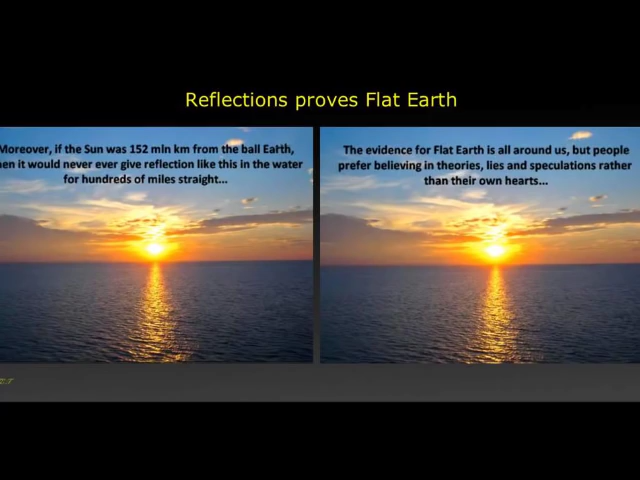 Reflections proves Flat Earth
Moreover, if the Sun was 152 mln km from the ball Earth,
then it would never ever give reflection like this in the water
for hundreds of miles straight...
The evidence for Flat Earth is all around us, but people
prefer believing in theories, lies and speculations rather
than their own hearts...